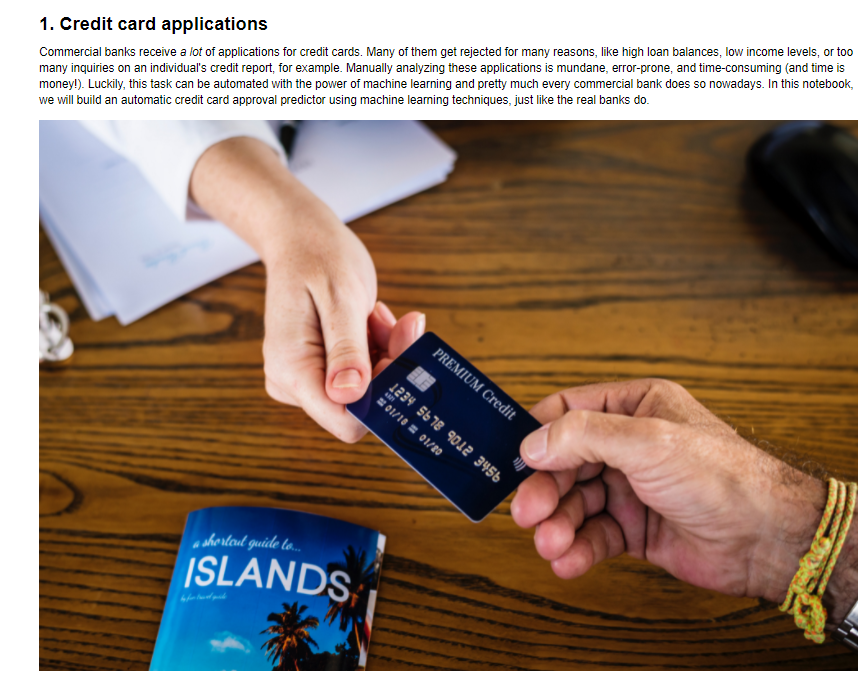 1. Credit card applications
Commercial banks receive a lot of applications for credit cards. Many of them get rejected for many reasons, like high loan balances, low income levels, or too
many inquiries on an individual's credit report, for example. Manually analyzing these applications is mundane, error-prone, and time-consuming (and time is
money!). Luckily, this task can be automated with the power of machine learning and pretty much every commercial bank does so nowadays. In this notebook,
we will build an automatic credit card approval predictor using machine learning techniques, just like the real banks do.
PREMIUM Credit
1234 5678 9012 3456
01/10 01/20
a shortcut guide to...
ISLANDS